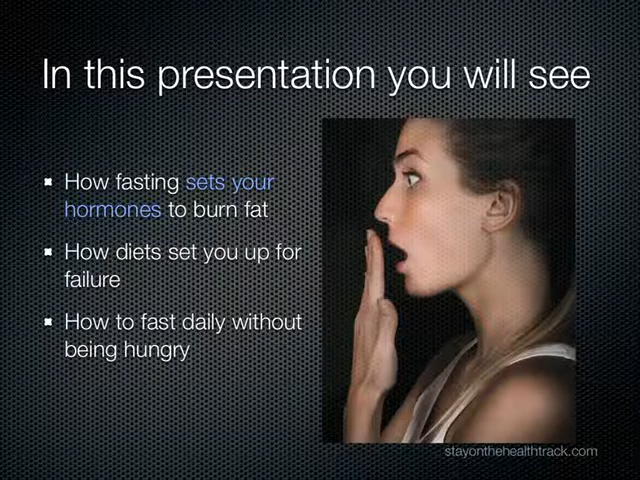 In this presentation you will see
How fasting sets your
hormones to burn fat
How diets set you up for
failure
How to fast daily without
being hungry
stayonthehealthtrack.com